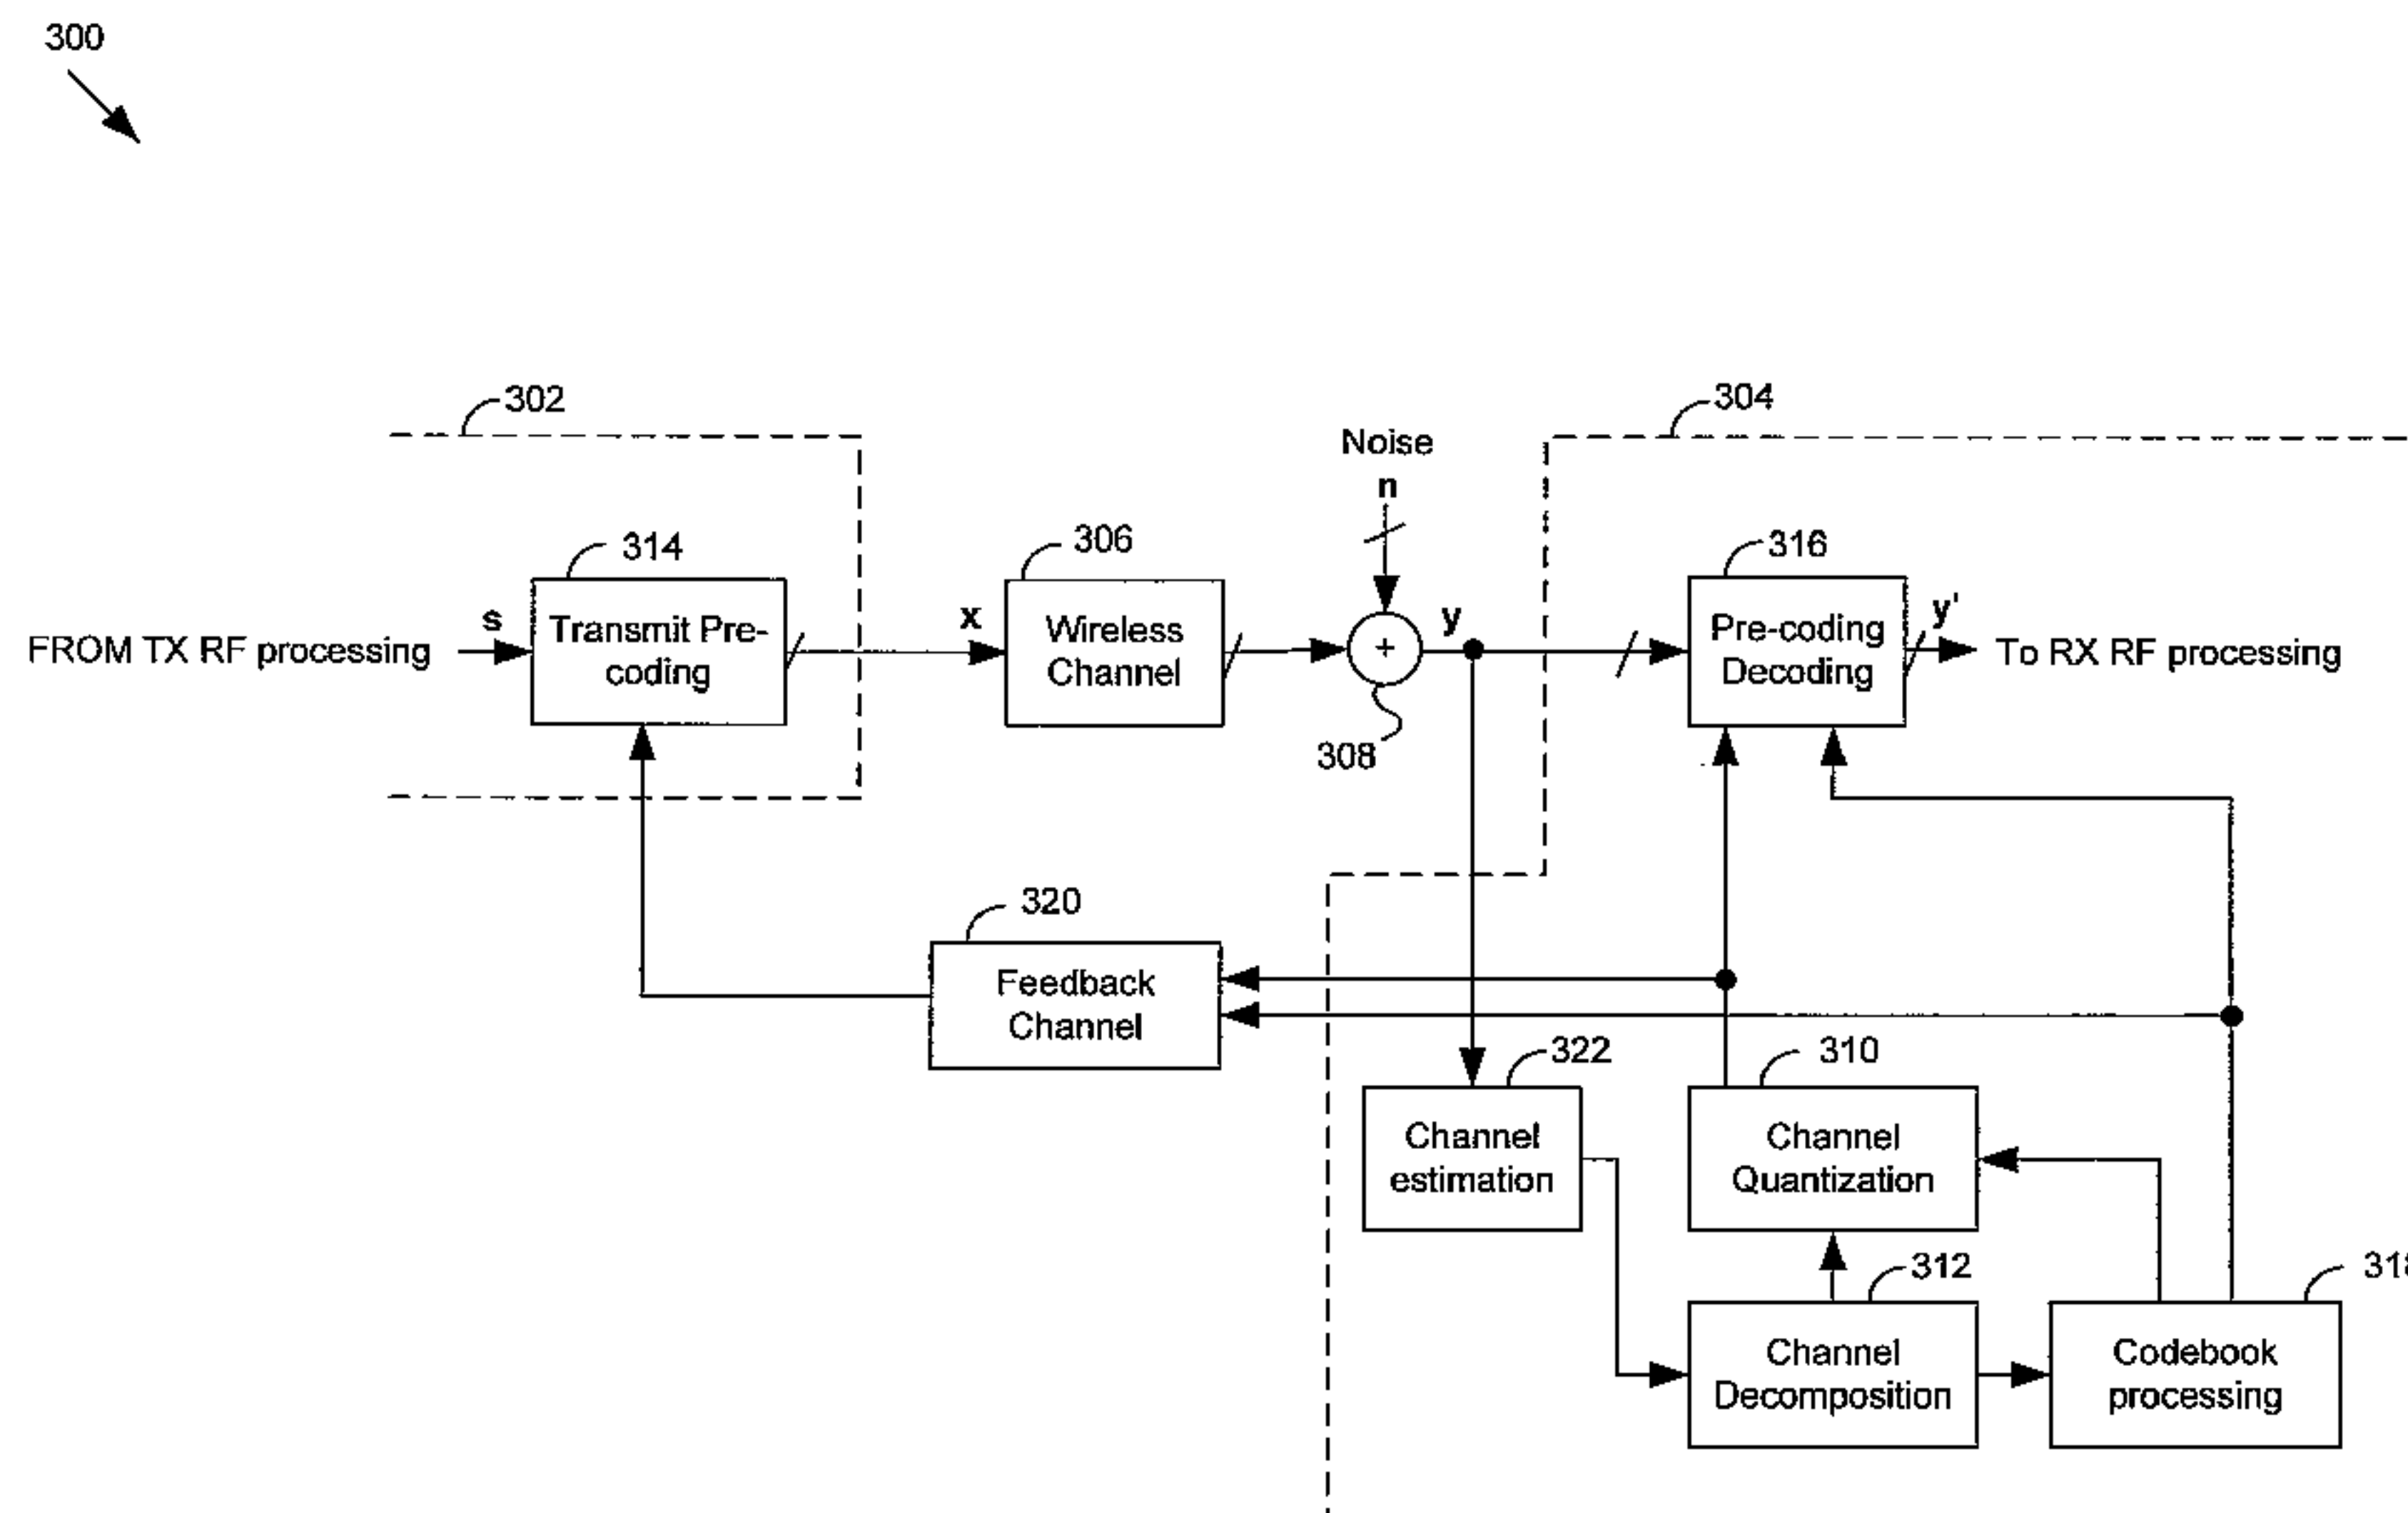 300
302
304
Noise
n
314
306
316
s
x
y
y'
FROM TX RF processing
Transmit Pre-
coding
Wireless
Channel
+
Pre-coding
Decoding
To RX RF processing
308
320
Feedback
Channel
322
310
Channel
estimation
Channel
Quantization
312
Channel
Decomposition
Codebook
processing